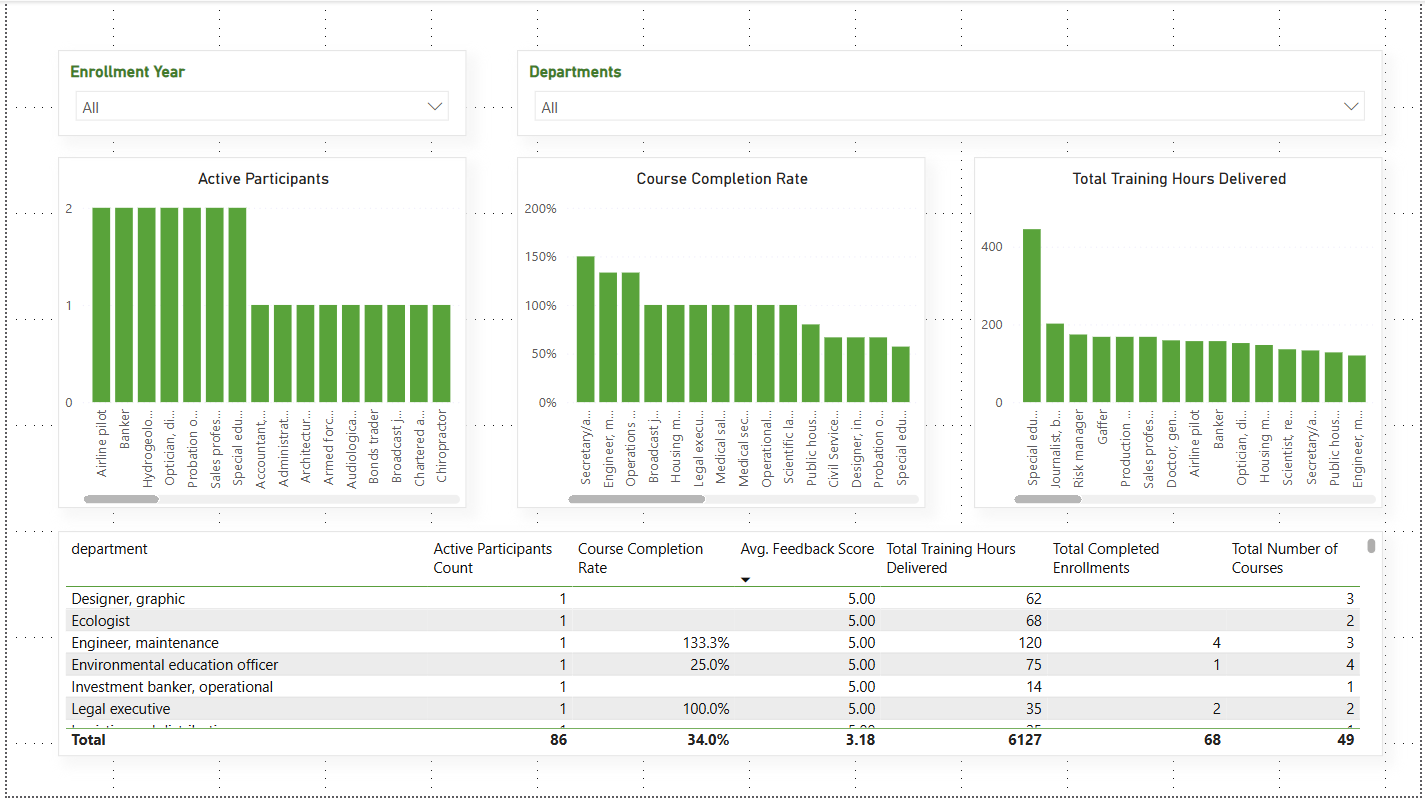 Enrollment Year
All
Departments
All
Active Participants
2
1
0
Airline pilot
Banker
Hydrogeolo...
Optician, di...
Probation o...
Sales profes...
Special edu...
Accountant,...
Administrat...
Architectur...
Armed forc...
Audiologica...
Bonds trader
Broadcast j...
Chartered a...
Chiropractor
Course Completion Rate
200%
150%
100%
50%
0%
Secretary/a...
Engineer, m...
Operations ...
Broadcast j...
Housing m...
Legal execu...
Medical sal...
Medical sec...
Operational...
Scientific la...
Public hous...
Civil Service...
Designer, in...
Probation o...
Special edu...
Total Training Hours Delivered
400
200
0
Special edu...
Journalist, b...
Risk manager
Gaffer
Production ...
Sales profes...
Doctor, gen...
Airline pilot
Banker
Optician, di...
Housing m...
Scientist, re...
Secretary/a...
Public hous...
Engineer, m...
department Active Participants Count Course Completion Rate Avg. Feedback Score Total Training Hours Delivered Total Completed Enrollments Total Number of Courses
Designer, graphic 1 5.00 62 3
Ecologist 1 5.00 68 2
Engineer, maintenance 1 133.3% 5.00 120 4 3
Environmental education officer 1 25.0% 5.00 75 1 4
Investment banker, operational 1 5.00 14 1
Legal executive 1 100.0% 5.00 35 2 2
Total 86 34.0% 3.18 6127 68 49